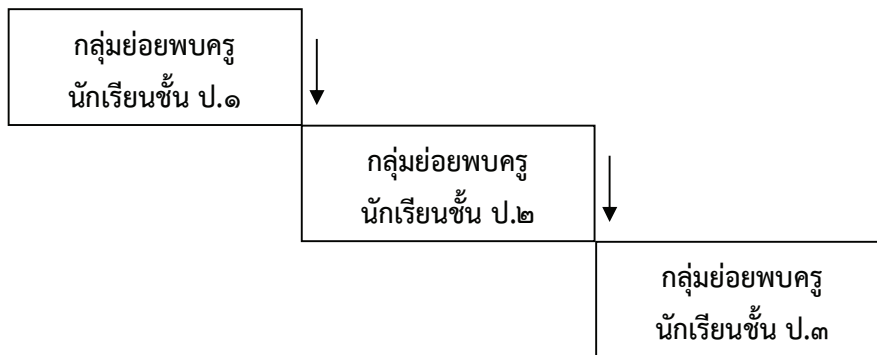 กลุ่มย่อยพบครู
นักเรียนชั้น ป.๑
กลุ่มย่อยพบครู
นักเรียนชั้น ป.๒
กลุ่มย่อยพบครู
นักเรียนชั้น ป.๓